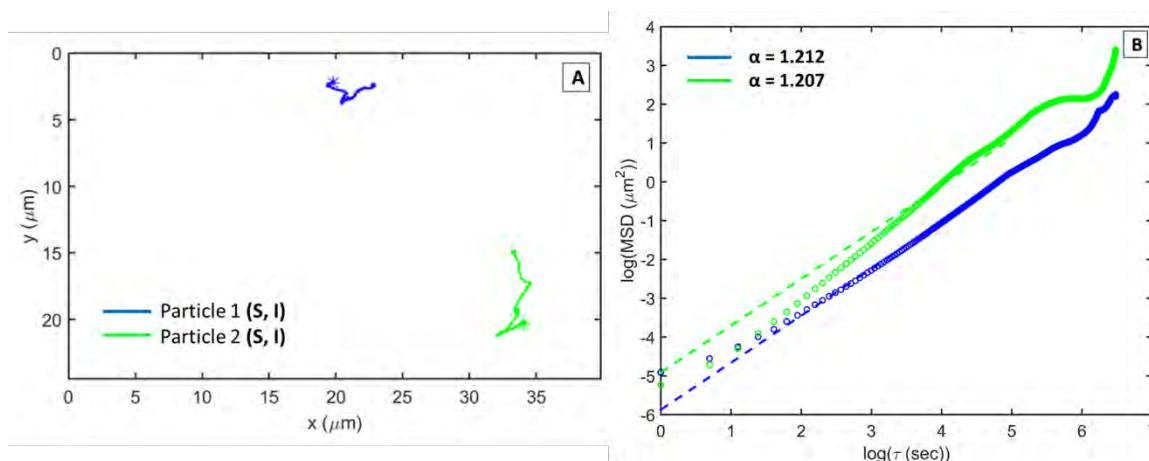 A
0
5
10
15
20
y (μm)
Particle 1 (S, I)
Particle 2 (S, I)
0 5 10 15 20 25 30 35
x (μm)
B
4
3
2
1
0
-1
-2
-3
-4
-5
-6
log(MSD (μm²))
α = 1.212
α = 1.207
0 1 2 3 4 5 6 7
log(τ (sec))